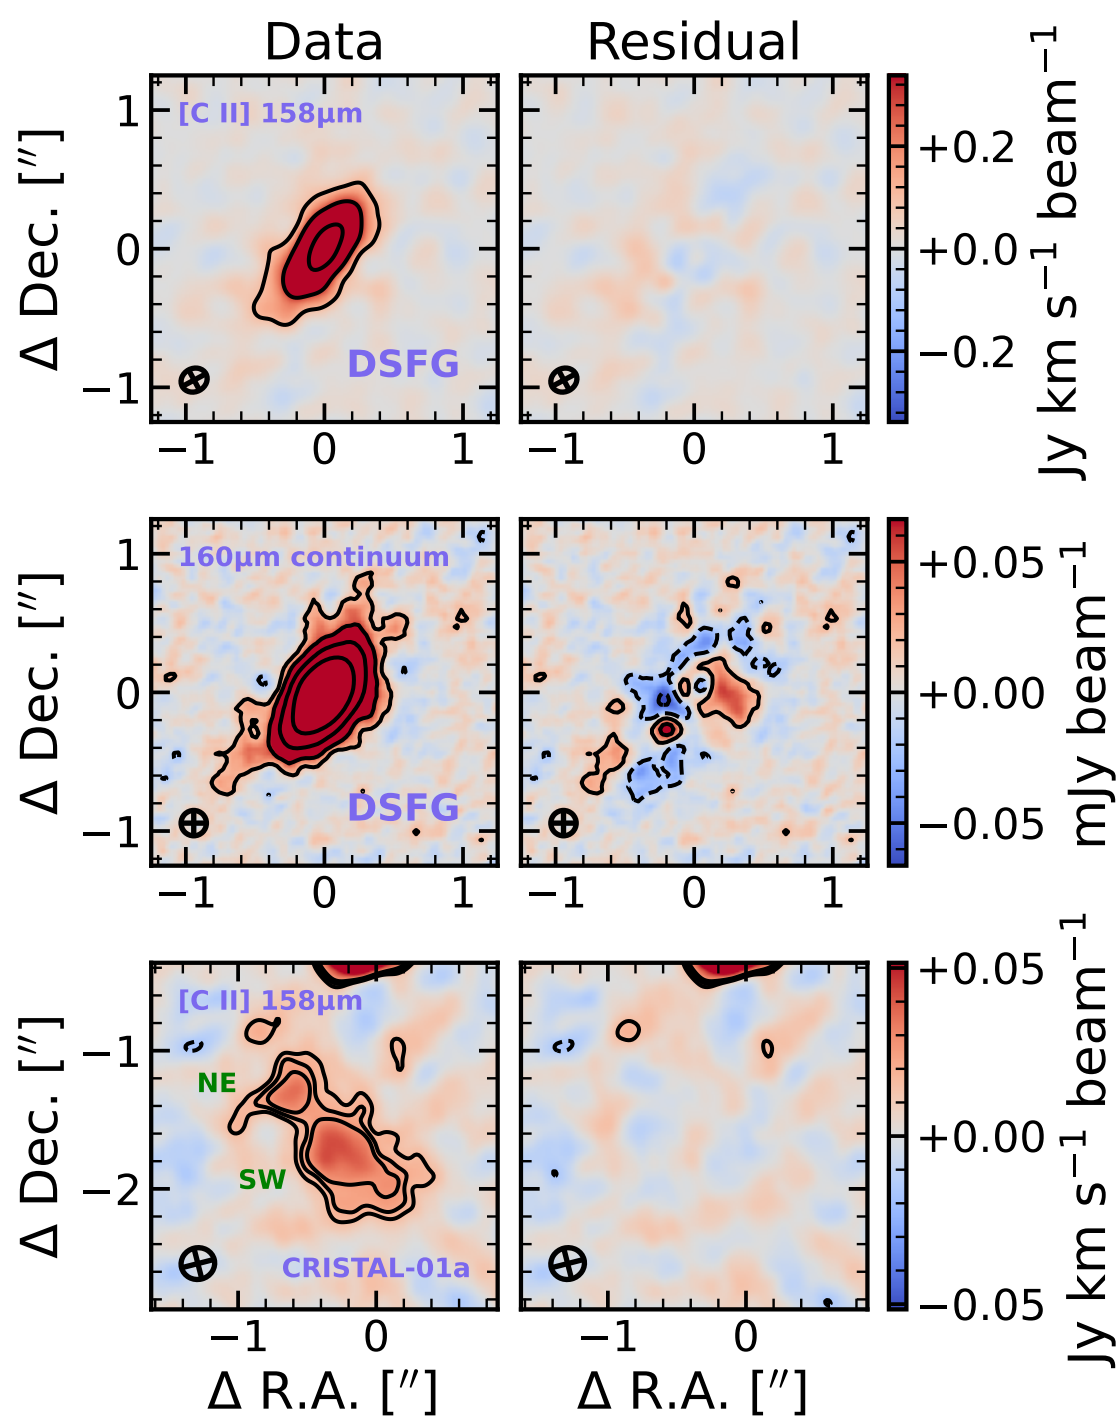 Data Residual
Δ Dec. [″]
1
0
−1
[C II] 158μm
DSFG
−1 0 1
−1 0 1
+0.2
+0.0
−0.2
Jy km s⁻¹ beam⁻¹
Δ Dec. [″]
1
0
−1
160μm continuum
DSFG
−1 0 1
−1 0 1
+0.05
+0.00
−0.05
mJy beam⁻¹
Δ Dec. [″]
−1
−2
[C II] 158μm
NE
SW
CRISTAL-01a
−1 0
−1 0
+0.05
+0.00
−0.05
Jy km s⁻¹ beam⁻¹
Δ R.A. [″] Δ R.A. [″]